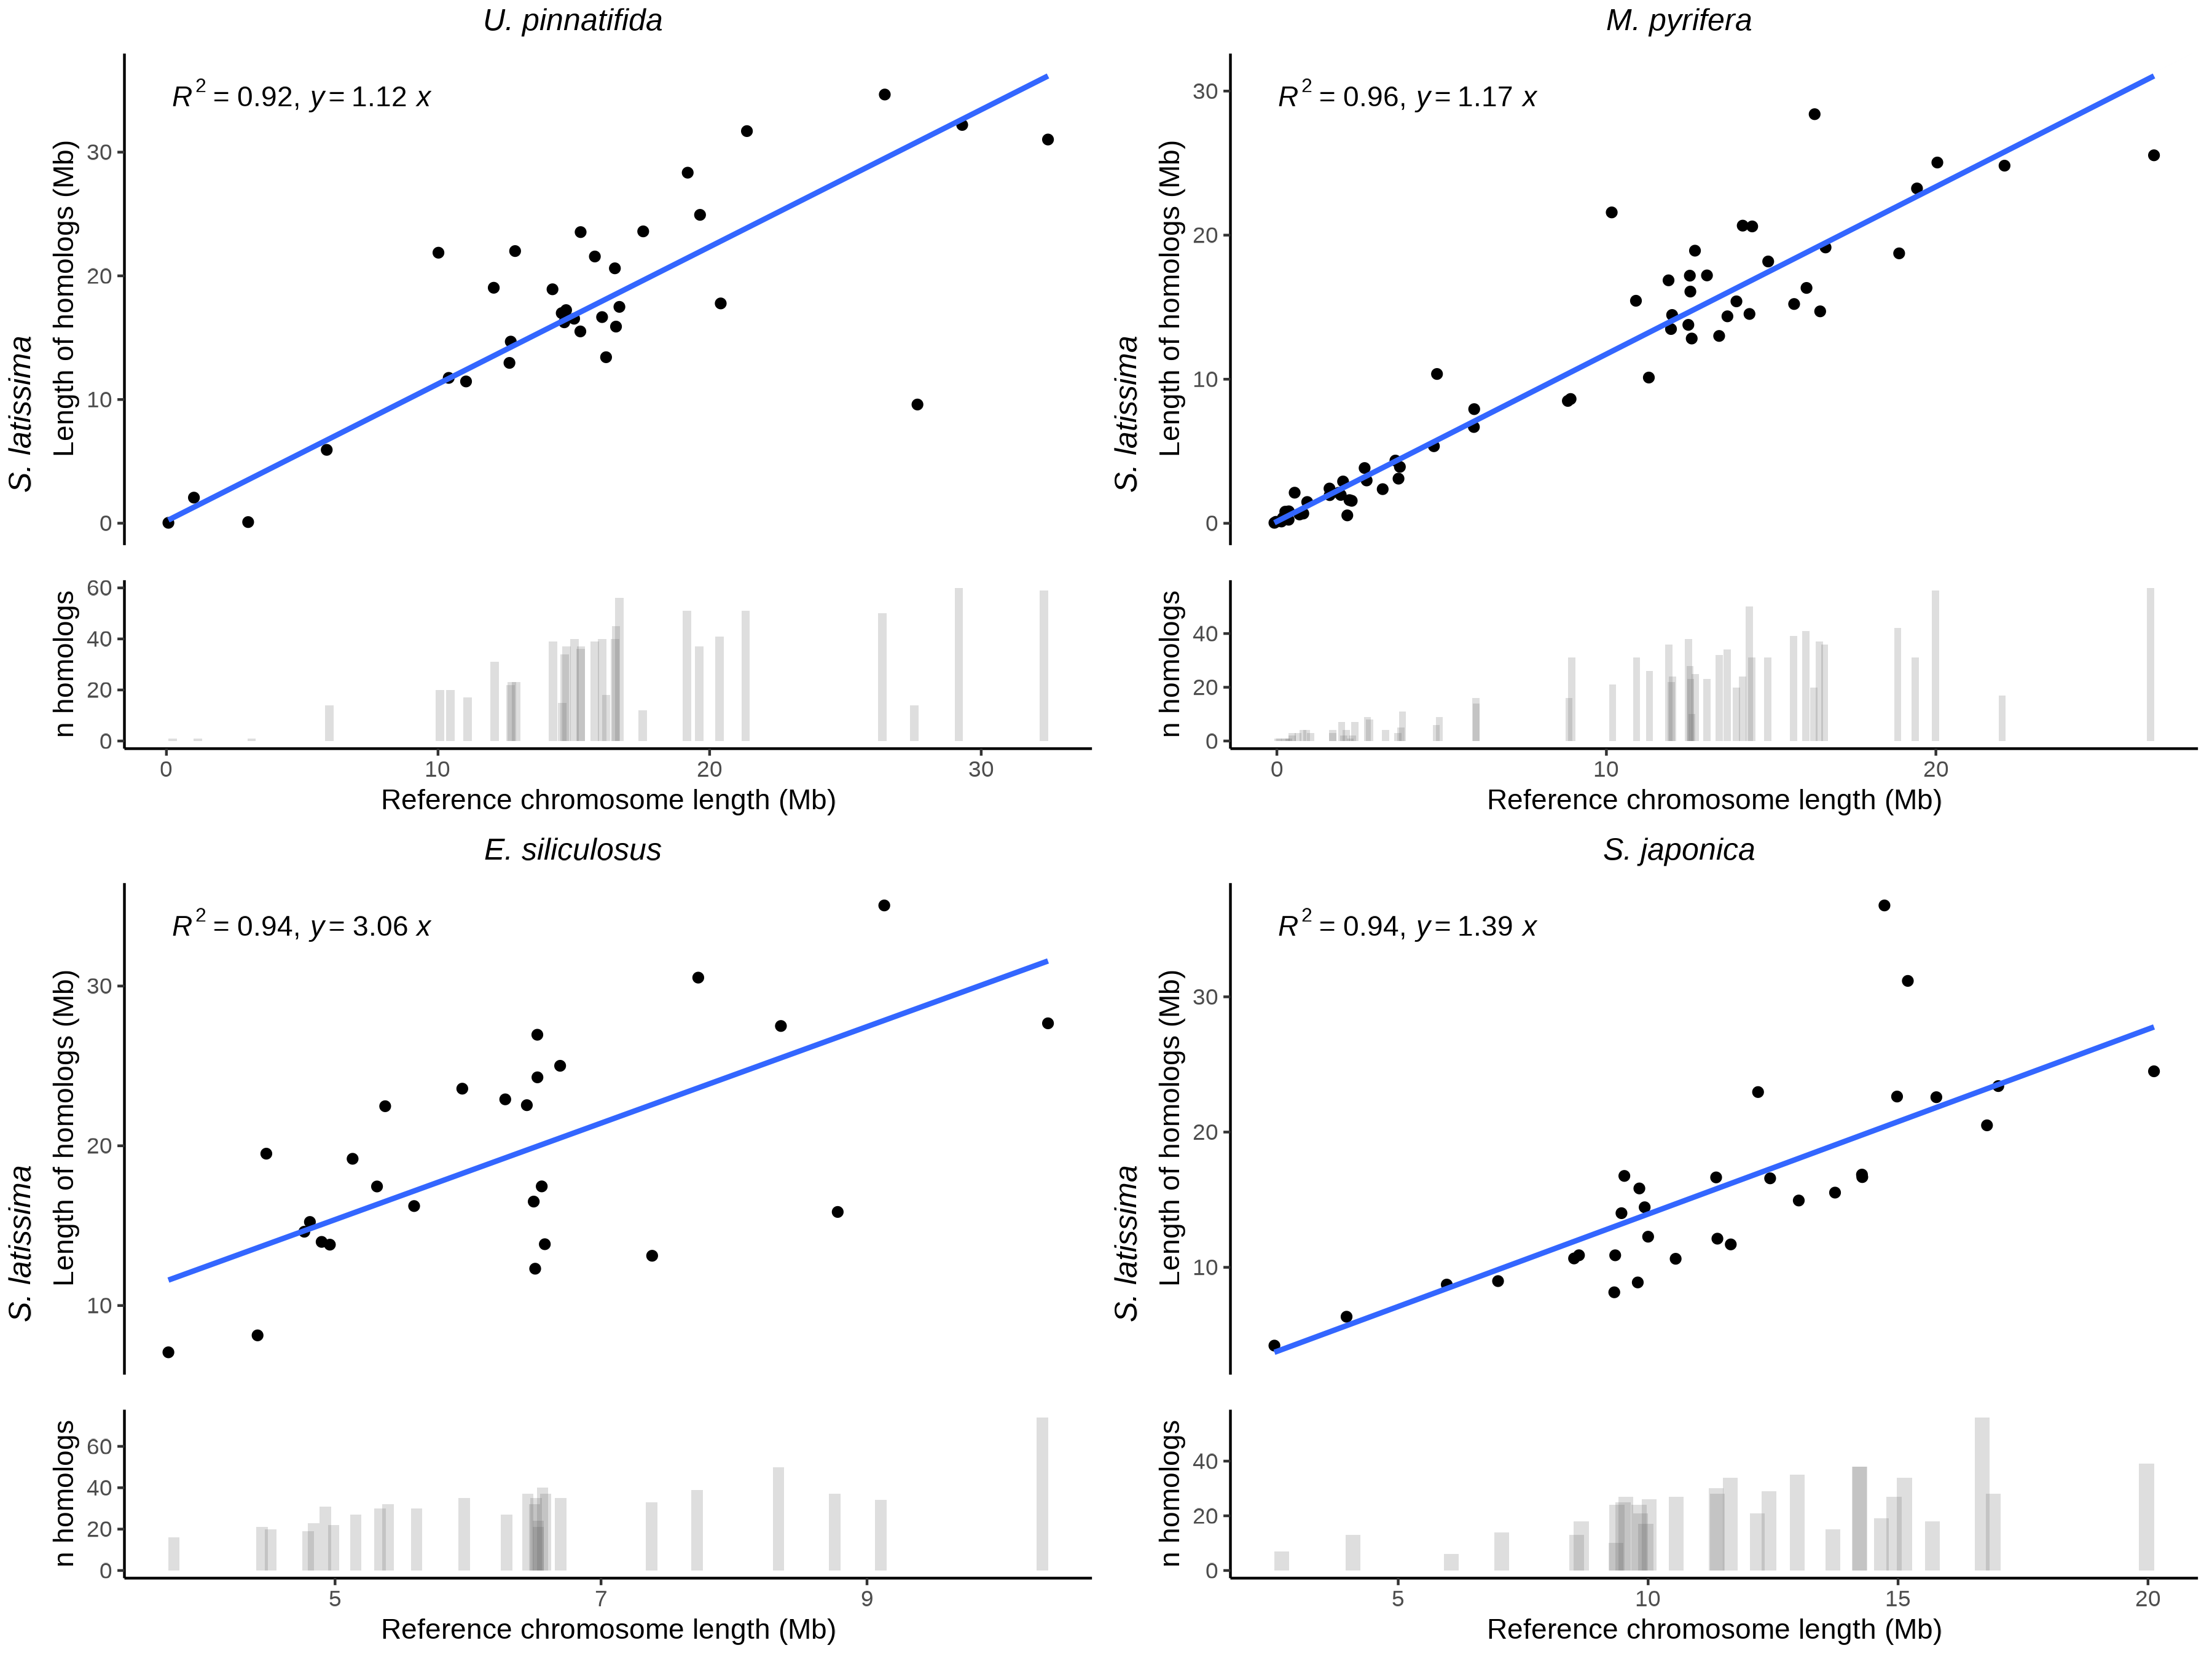 U. pinnatifida
R² = 0.92, y = 1.12 x
S. latissima
Length of homologs (Mb)
30
20
10
0
n homologs
60
40
20
0
0 10 20 30
Reference chromosome length (Mb)
M. pyrifera
R² = 0.96, y = 1.17 x
S. latissima
Length of homologs (Mb)
30
20
10
0
n homologs
40
20
0
0 10 20
Reference chromosome length (Mb)
E. siliculosus
R² = 0.94, y = 3.06 x
S. latissima
Length of homologs (Mb)
30
20
10
n homologs
60
40
20
0
5 7 9
Reference chromosome length (Mb)
S. japonica
R² = 0.94, y = 1.39 x
S. latissima
Length of homologs (Mb)
30
20
10
n homologs
40
20
0
5 10 15 20
Reference chromosome length (Mb)